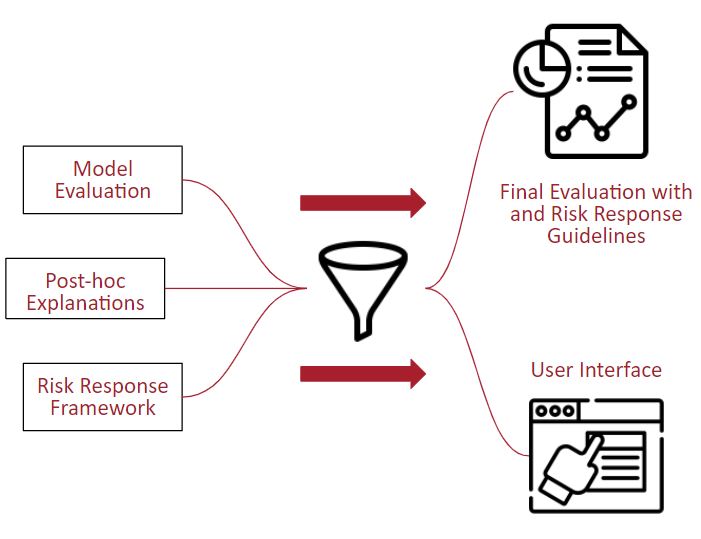 Model
Evaluation
Post-hoc
Explanations
Risk Response
Framework
Final Evaluation with
and Risk Response
Guidelines
User Interface